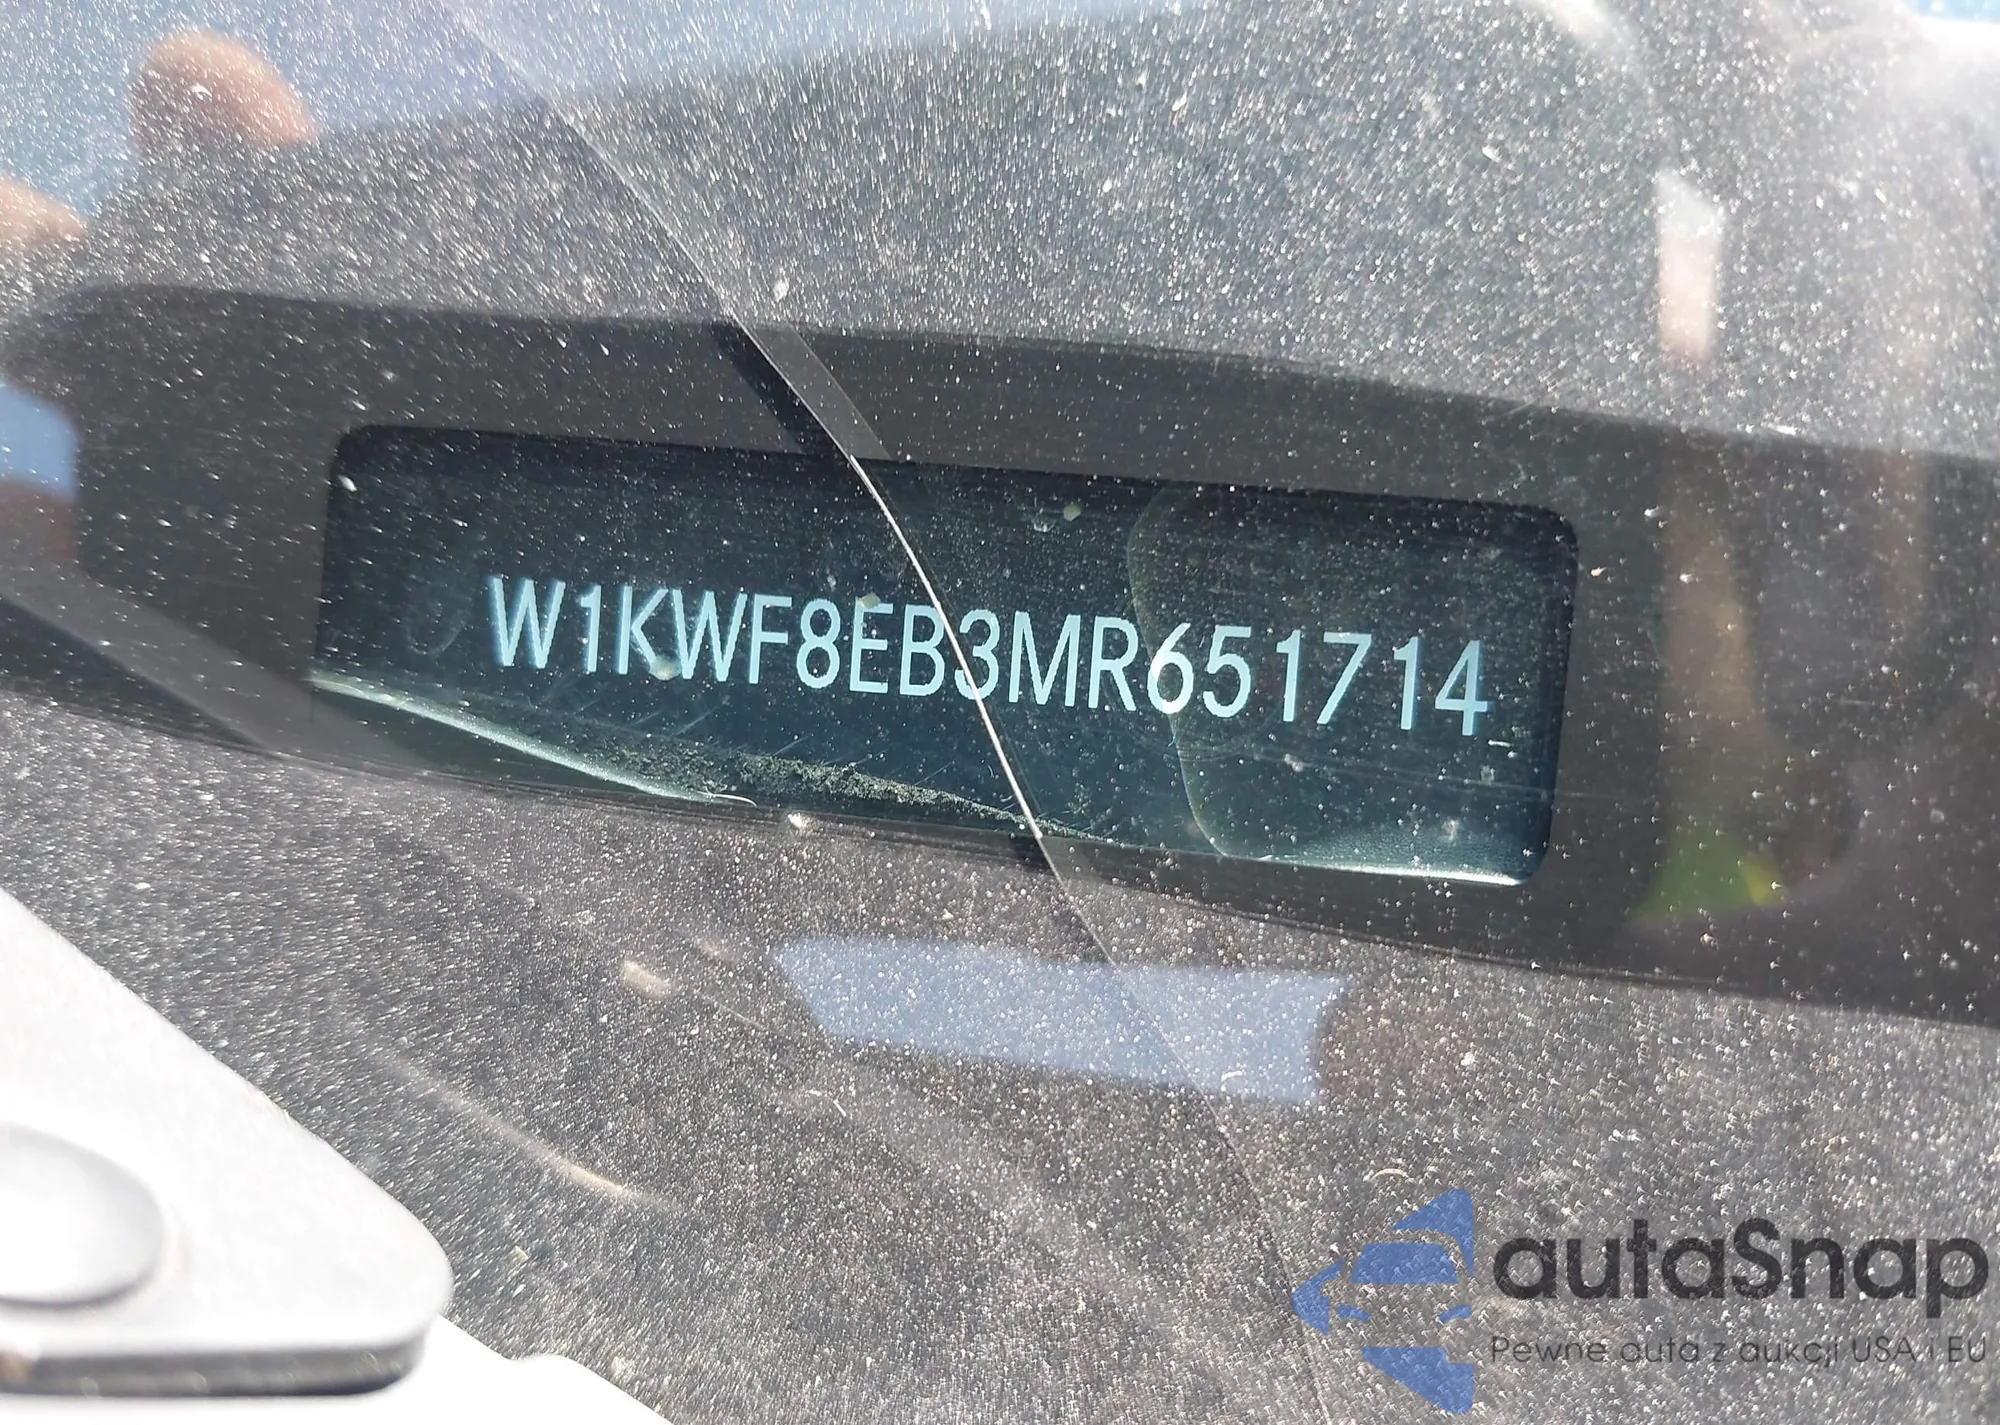 W1KWF8EB3MR651714
autaSnap
Pewne auta z aukcji USA i EU